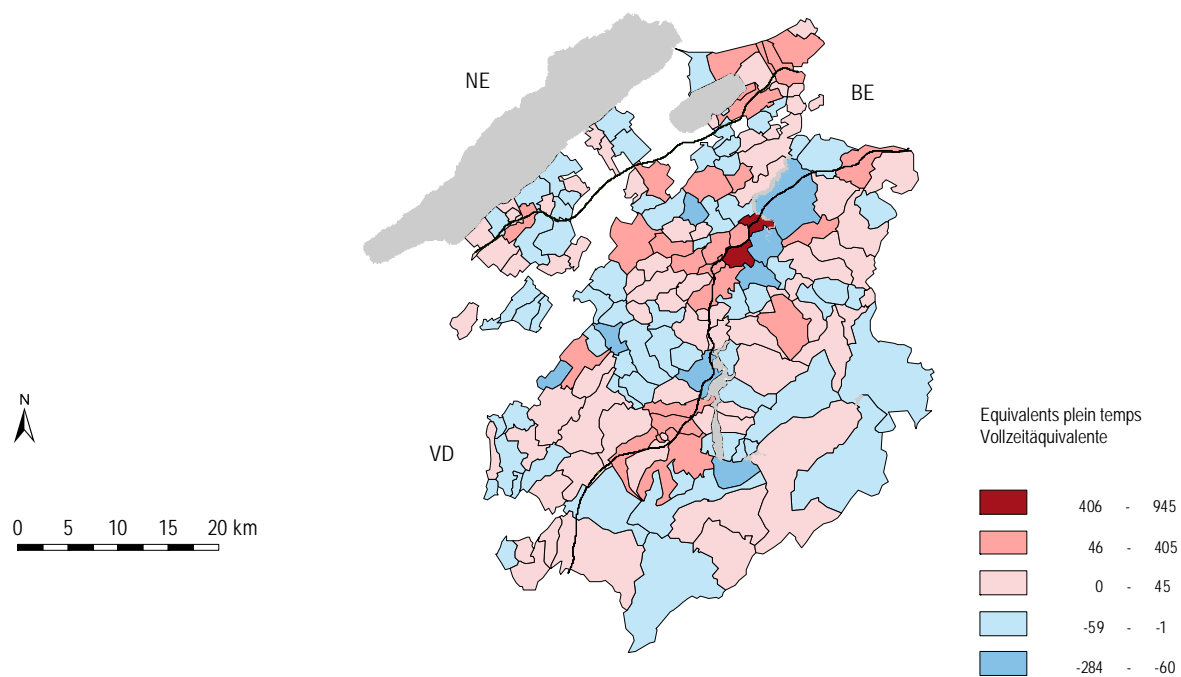 NE
BE
N
VD
0 5 10 15 20 km
Equivalents plein temps
Vollzeitäquivalente
406 - 945
46 - 405
0 - 45
-59 - -1
-284 - -60